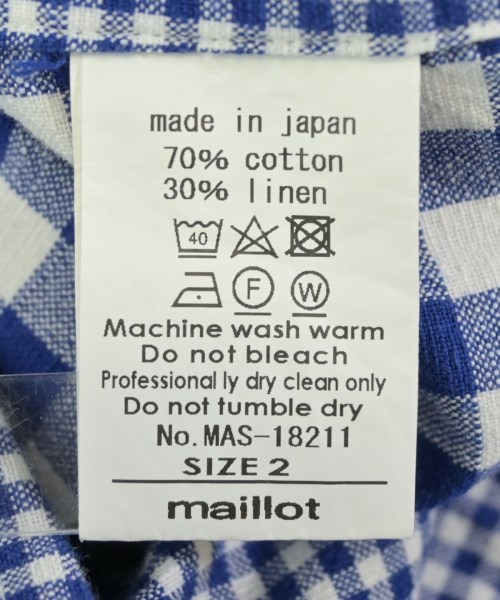 made in japan
70% cotton
30% linen
40
F W
Machine wash warm
Do not bleach
Professional ly dry clean only
Do not tumble dry
No. MAS-18211
SIZE 2
maillot